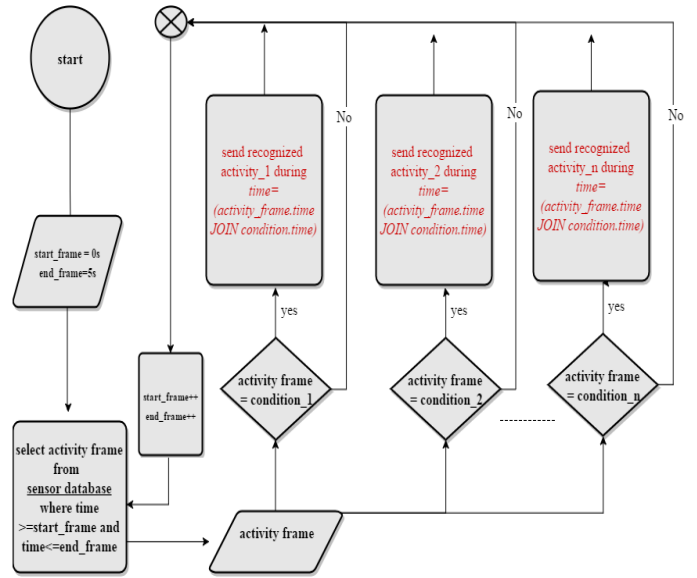 start
start_frame = 0s
end_frame=5s
select activity frame
from
sensor database
where time
>=start_frame and
time<=end_frame
start_frame++
end_frame++
activity frame
activity frame
= condition_1
yes
No
send recognized
activity_1 during
time=
(activity_frame.time
JOIN condition.time)
activity frame
= condition_2
yes
No
send recognized
activity_2 during
time=
(activity_frame.time
JOIN condition.time)
activity frame
= condition_n
yes
No
send recognized
activity_n during
time=
(activity_frame.time
JOIN condition.time)